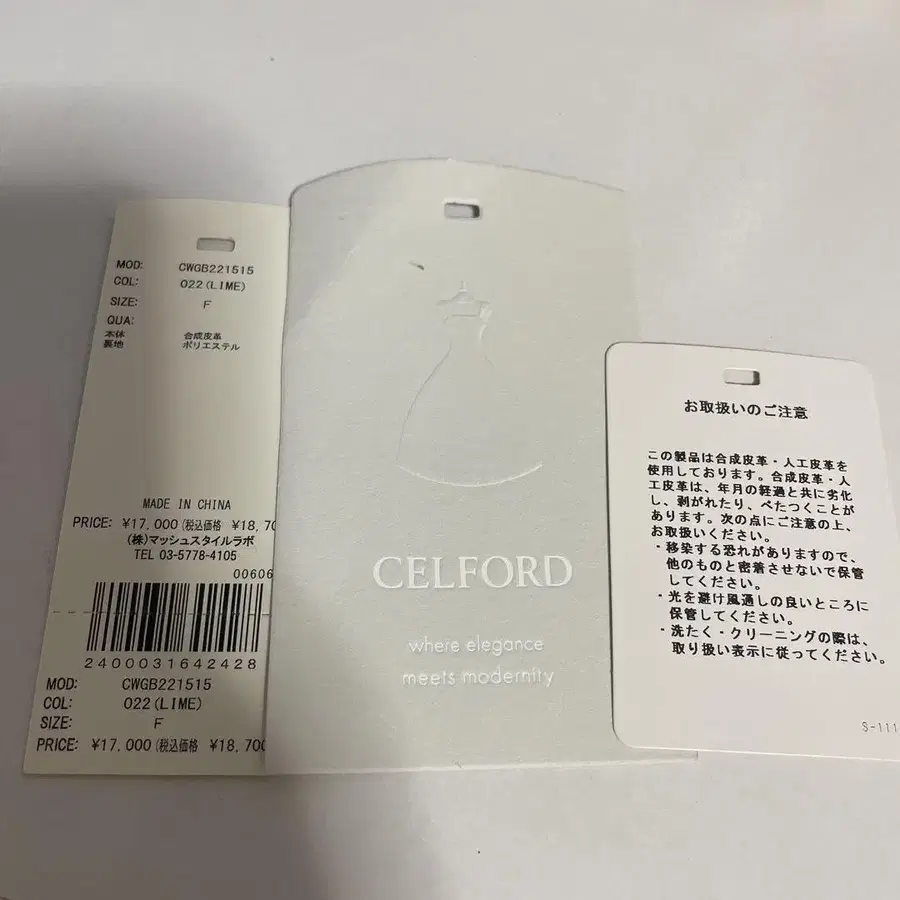 MOD: CWGB221515
COL: 022(LIME)
SIZE: F
QUA:
本体 合成皮革
裏地 ポリエステル
MADE IN CHINA
PRICE: ¥17,000(税込価格 ¥18,70
(株)マッシュスタイルラボ
TEL 03-5778-4105
00606
2400031642428
MOD: CWGB221515
COL: 022(LIME)
SIZE: F
PRICE: ¥17,000(税込価格 ¥18,700
CELFORD
where elegance
meets modernity
お取扱いのご注意
この製品は合成皮革・人工皮革を
使用しております。合成皮革・人
工皮革は、年月の経過と共に劣化
し、剥がれたり、べたつくことが
あります。次の点にご注意の上、
お取扱いください。
・移染する恐れがありますので、
他のものと密着させないで保管
してください。
・光を避け風通しの良いところに
保管してください。
・洗たく・クリーニングの際は、
取り扱い表示に従ってください。
S-111